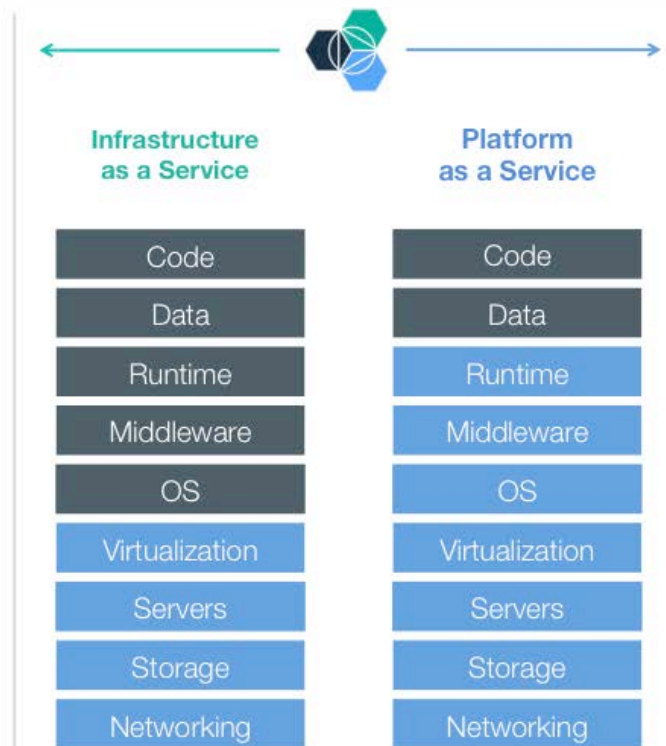 Infrastructure
as a Service
Code
Data
Runtime
Middleware
OS
Virtualization
Servers
Storage
Networking
Platform
as a Service
Code
Data
Runtime
Middleware
OS
Virtualization
Servers
Storage
Networking